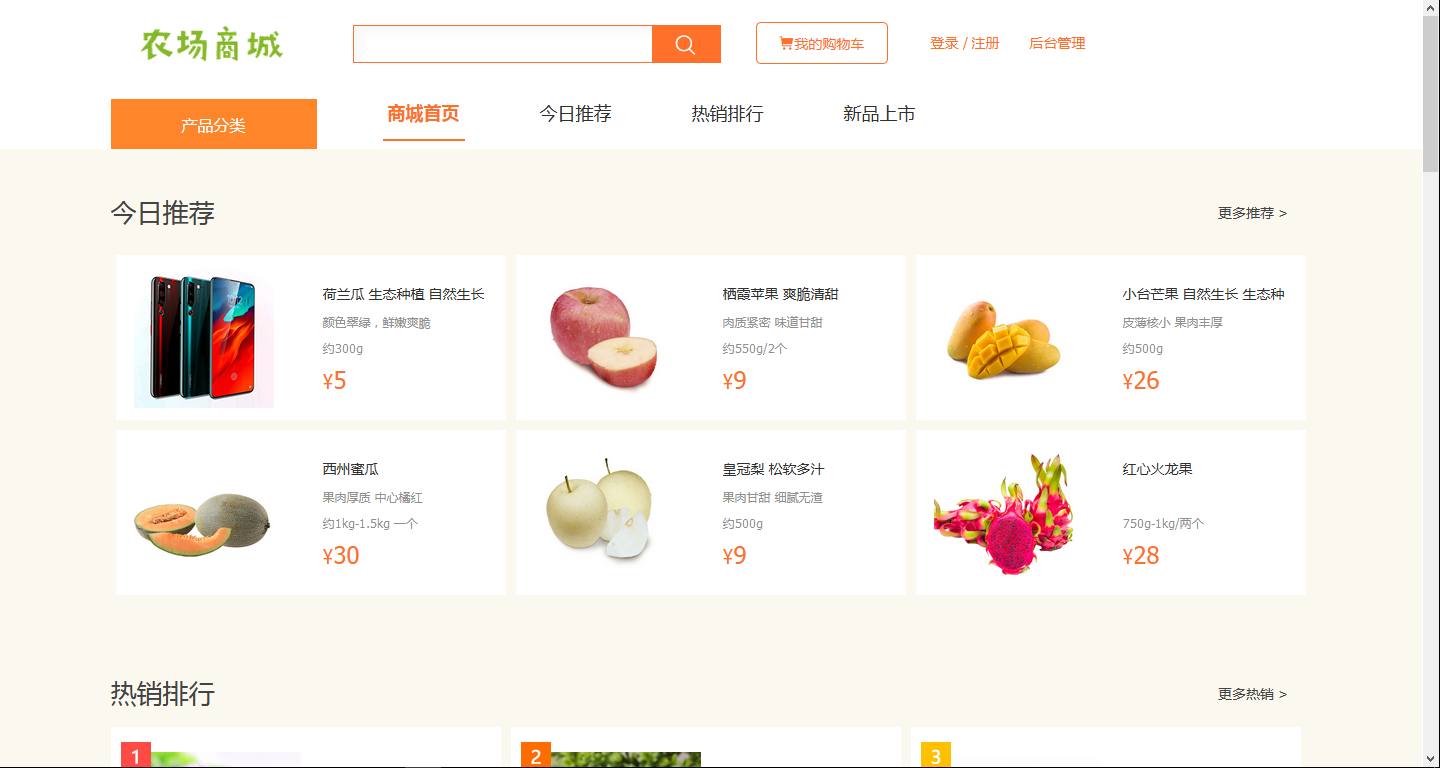 农场商城
我的购物车
登录 / 注册
后台管理
产品分类
商城首页
今日推荐
热销排行
新品上市
今日推荐
更多推荐 >
荷兰瓜 生态种植 自然生长
颜色翠绿，鲜嫩爽脆
约300g
¥5
栖霞苹果 爽脆清甜
肉质紧密 味道甘甜
约550g/2个
¥9
小台芒果 自然生长 生态种
皮薄核小 果肉丰厚
约500g
¥26
西州蜜瓜
果肉厚质 中心橘红
约1kg-1.5kg 一个
¥30
皇冠梨 松软多汁
果肉甘甜 细腻无渣
约500g
¥9
红心火龙果
750g-1kg/两个
¥28
热销排行
更多热销 >
1
2
3